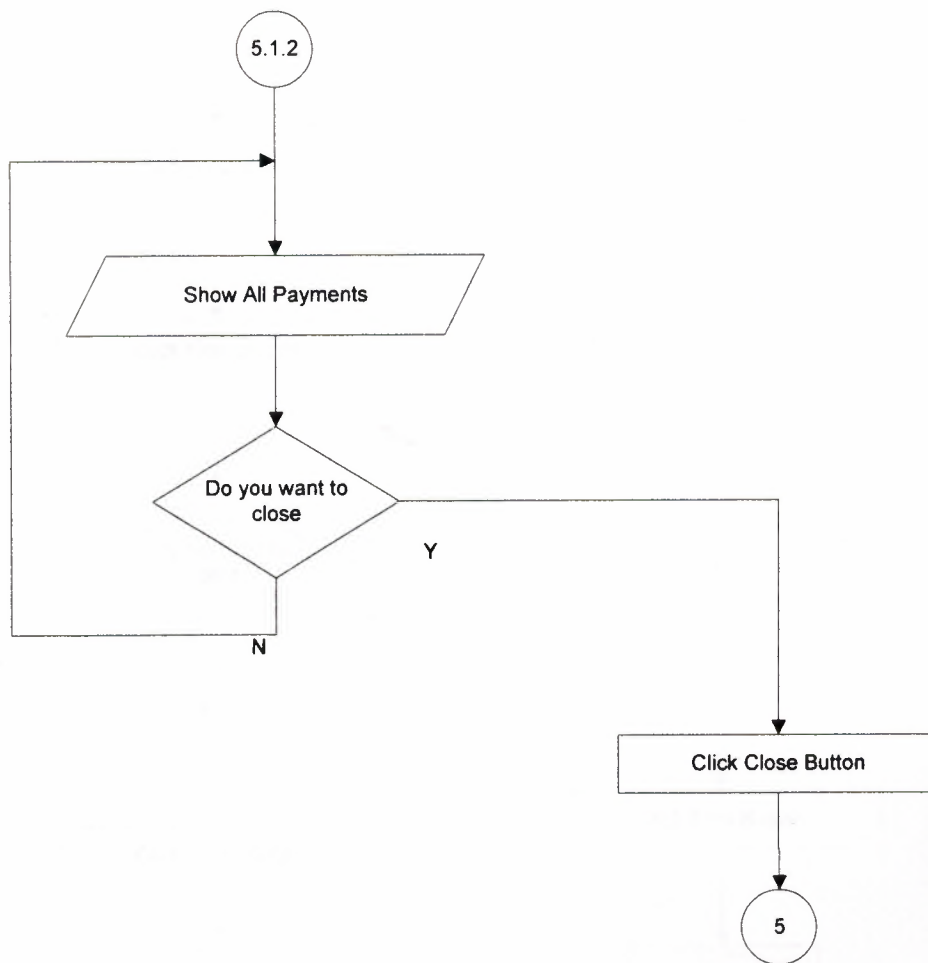 5.1.2
Show All Payments
Do you want to
close
Y
N
Click Close Button
5